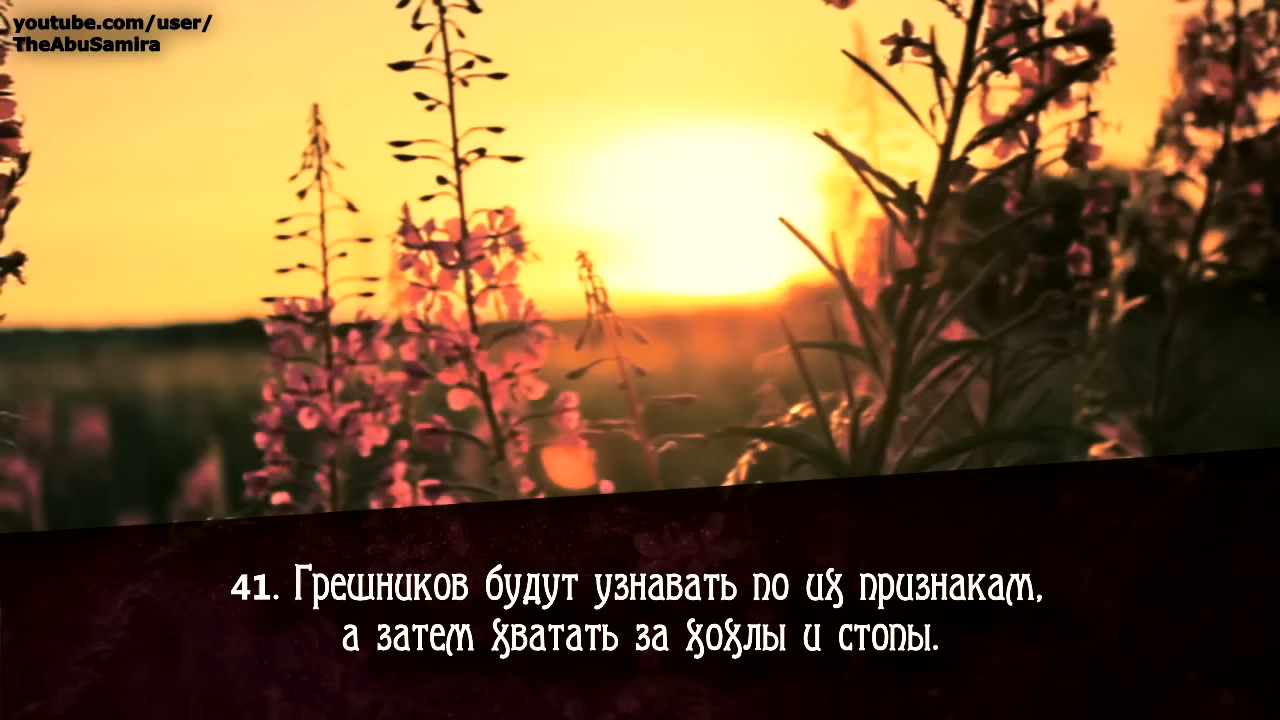 youtube.com/user/
TheAbuSamira
41. Грешников будут узнавать по их признакам,
а затем хватать за хохлы и стопы.